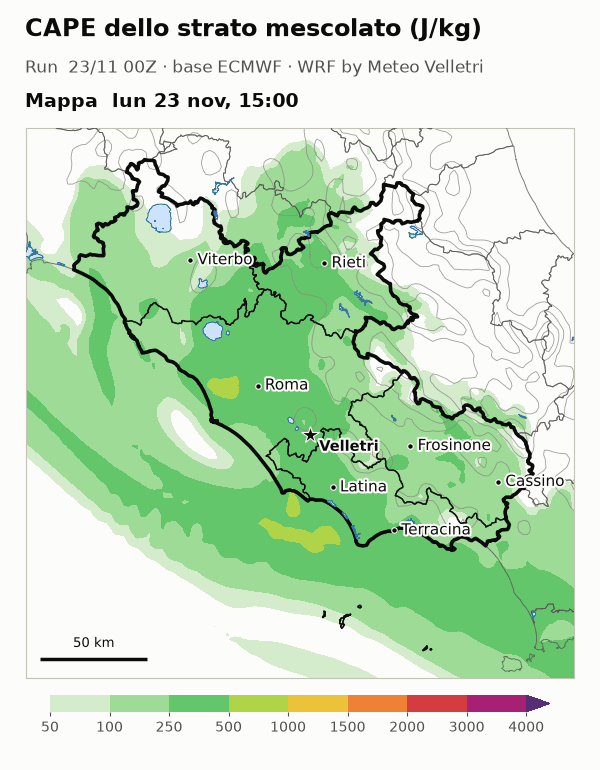 CAPE dello strato mescolato (J/kg)
Run 23/11 00Z · base ECMWF · WRF by Meteo Velletri
Mappa lun 23 nov, 15:00
Viterbo
Rieti
Roma
Velletri
Frosinone
Latina
Cassino
Terracina
50 km
50 100 250 500 1000 1500 2000 3000 4000